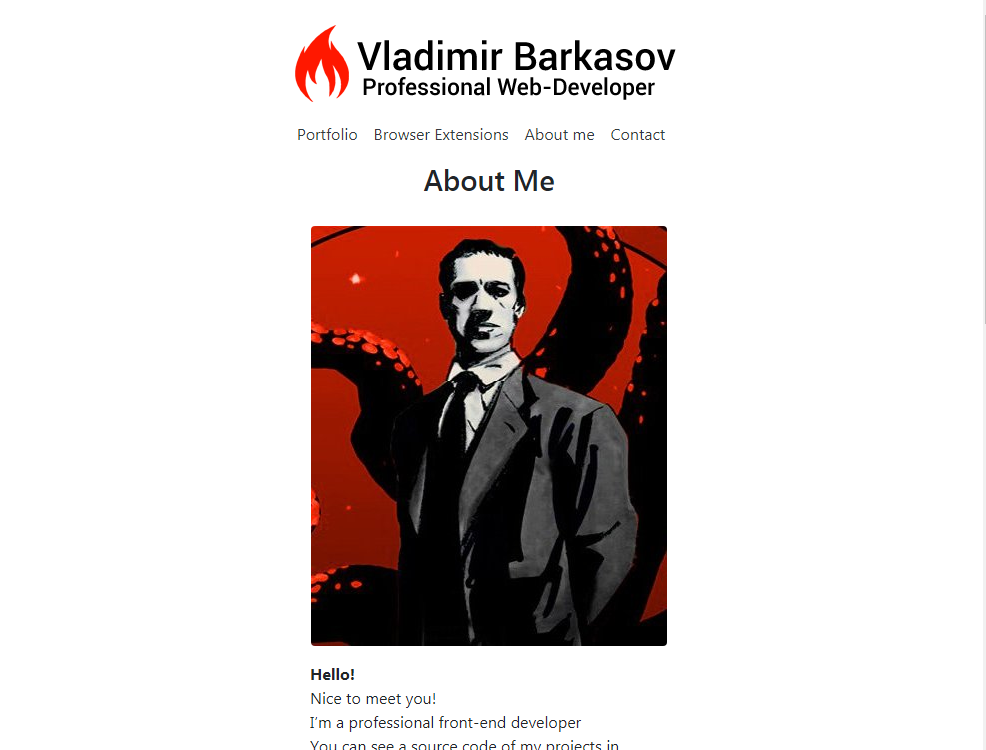 Vladimir Barkasov
Professional Web-Developer
Portfolio Browser Extensions About me Contact
About Me
Hello!
Nice to meet you!
I'm a professional front-end developer
You can see a source code of my projects in